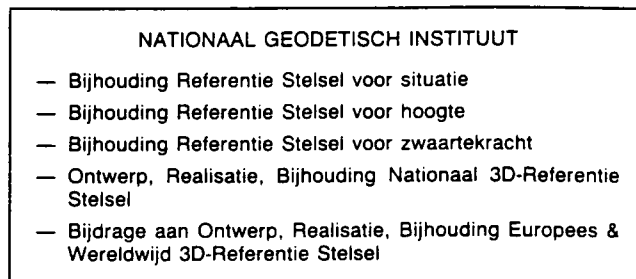 NATIONAAL GEODETISCH INSTITUUT
— Bijhouding Referentie Stelsel voor situatie
— Bijhouding Referentie Stelsel voor hoogte
— Bijhouding Referentie Stelsel voor zwaartekracht
— Ontwerp, Realisatie, Bijhouding Nationaal 3D-Referentie
Stelsel
— Bijdrage aan Ontwerp, Realisatie, Bijhouding Europees &
Wereldwijd 3D-Referentie Stelsel